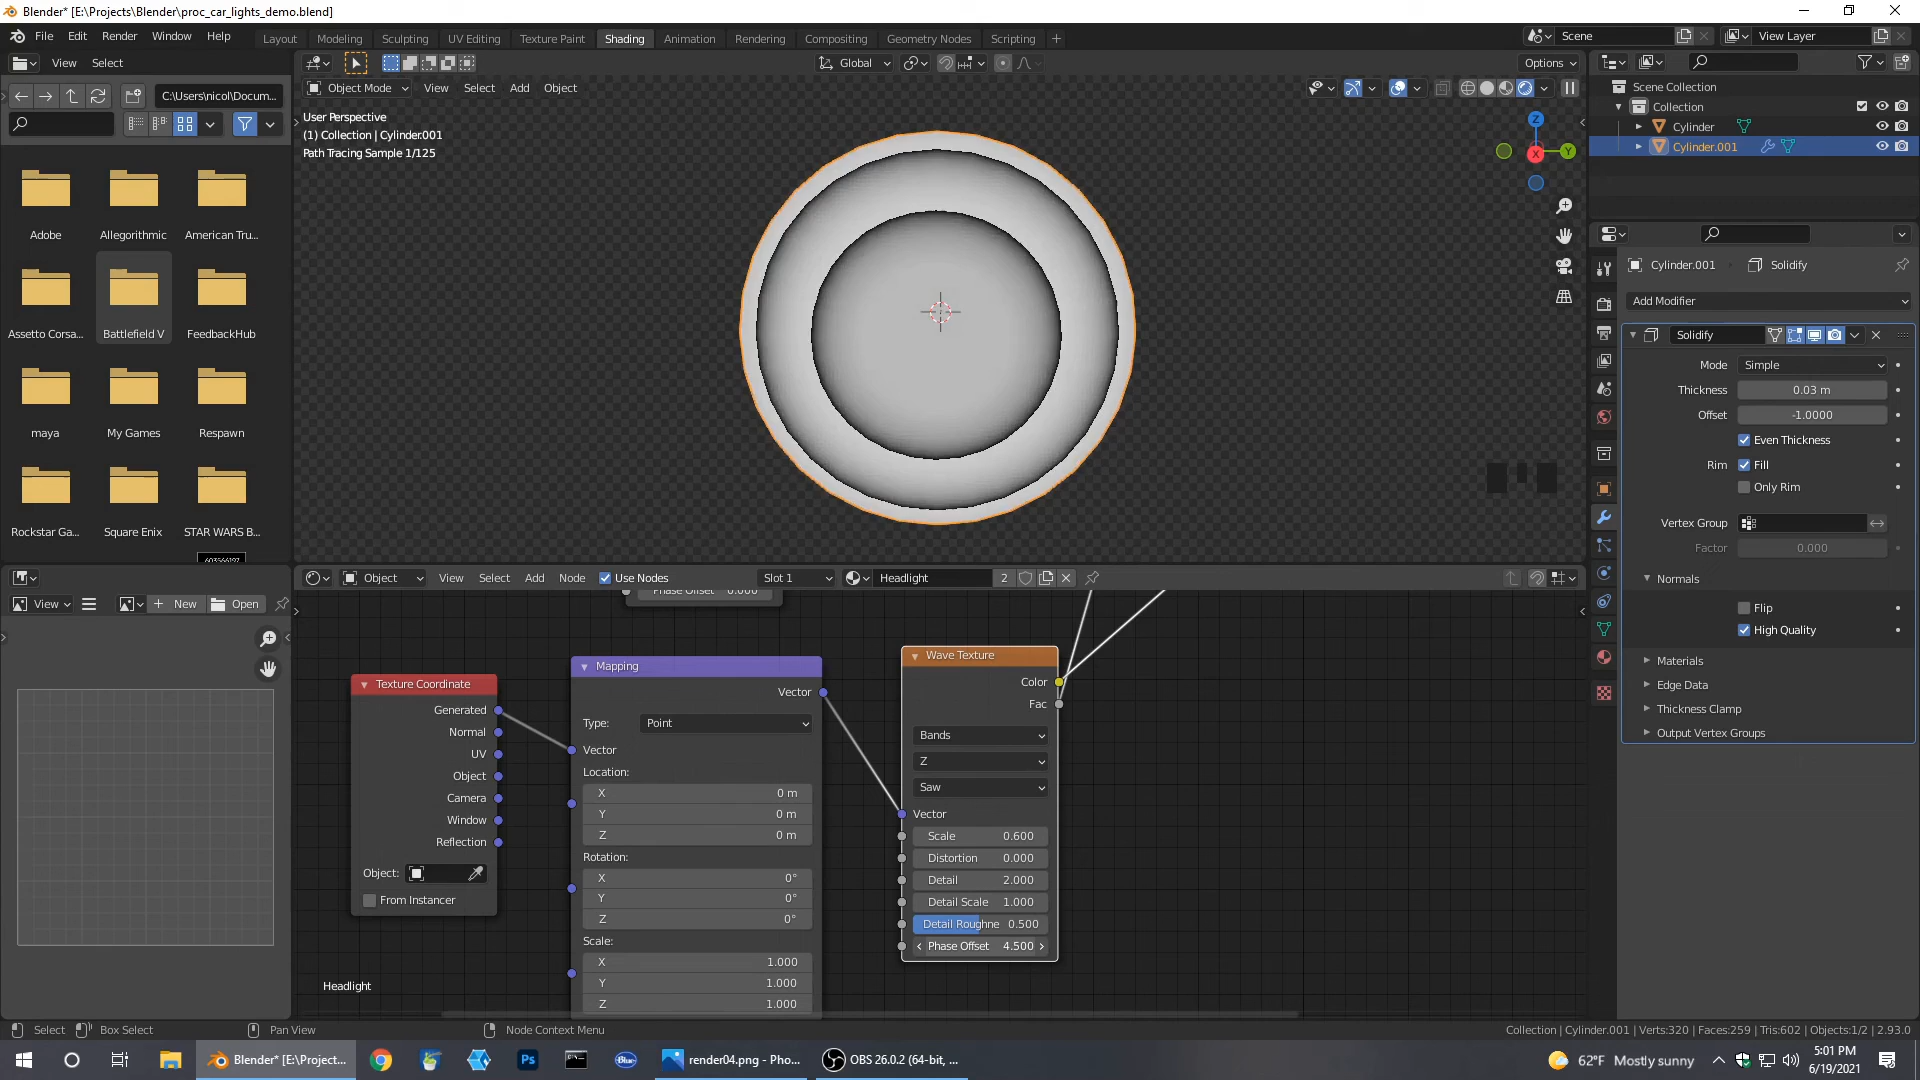 Blender* [E:\Projects\Blender\proc_car_lights_demo.blend]
File Edit Render Window Help
Layout Modeling Sculpting UV Editing Texture Paint Shading Animation Rendering Compositing Geometry Nodes Scripting
Scene
View Layer
View Select
Global
Options
C:\Users\nicol\Docum...
Object Mode View Select Add Object
User Perspective
(1) Collection | Cylinder.001
Path Tracing Sample 1/125
Z
Y
X
Adobe
Allegorithmic
American Tru...
Assetto Corsa...
Battlefield V
FeedbackHub
maya
My Games
Respawn
Rockstar Ga...
Square Enix
STAR WARS B...
Scene Collection
Collection
Cylinder
Cylinder.001
Cylinder.001
Solidify
Add Modifier
Solidify
Mode Simple
Thickness 0.03 m
Offset -1.0000
Even Thickness
Rim Fill
Only Rim
Vertex Group
Factor 0.000
Normals
Flip
High Quality
Materials
Edge Data
Thickness Clamp
Output Vertex Groups
View
New
Open
Object View Select Add Node Use Nodes Slot 1 Headlight 2
Phase Offset 0.000
Texture Coordinate
Generated
Normal
UV
Object
Camera
Window
Reflection
Object:
From Instancer
Mapping
Vector
Type: Point
Vector
Location:
X 0 m
Y 0 m
Z 0 m
Rotation:
X 0°
Y 0°
Z 0°
Scale:
X 1.000
Y 1.000
Z 1.000
Wave Texture
Color
Fac
Bands
Z
Saw
Vector
Scale 0.600
Distortion 0.000
Detail 2.000
Detail Scale 1.000
Detail Roughne 0.500
Phase Offset 4.500
Headlight
Select Box Select Pan View Node Context Menu
Collection | Cylinder.001 | Verts:320 | Faces:259 | Tris:602 | Objects:1/2 | 2.93.0
Blender* [E:\Project...
Ps
Blue
render04.png - Pho...
OBS 26.0.2 (64-bit, ...
62°F Mostly sunny
5:01 PM
6/19/2021